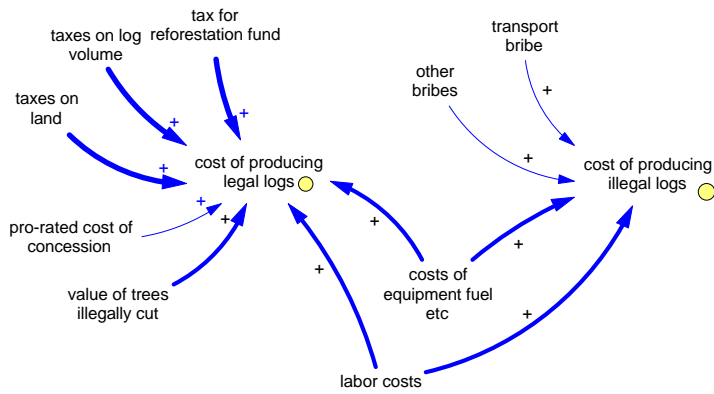 tax for
reforestation fund
taxes on log
volume
taxes on
land
transport
bribe
other
bribes
+
+
+
+
+
cost of producing
legal logs
cost of producing
illegal logs
+
+
+
+
+
pro-rated cost of
concession
costs of
equipment fuel
etc
+
value of trees
illegally cut
labor costs